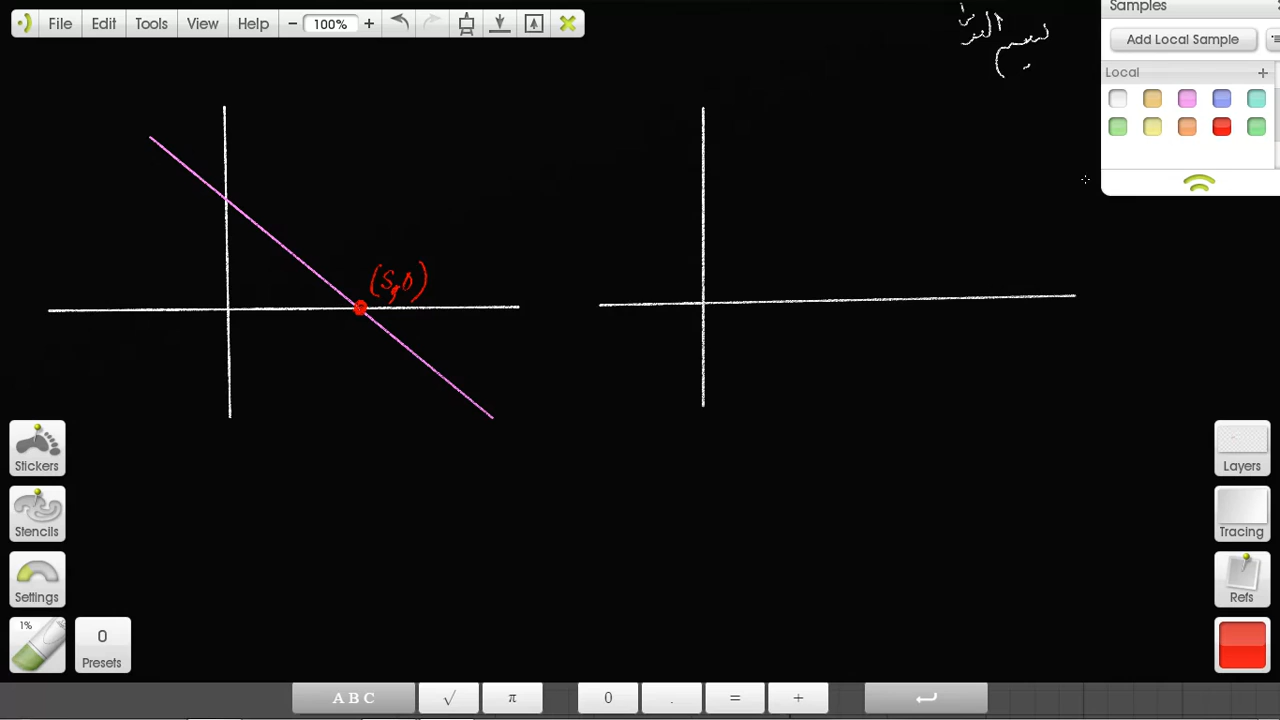 File Edit Tools View Help − 100% +
Samples
Add Local Sample
Local +
(S,0)
Stickers
Stencils
Settings
1%
0
Presets
Layers
Tracing
Refs
A B C √ π 0 . = +